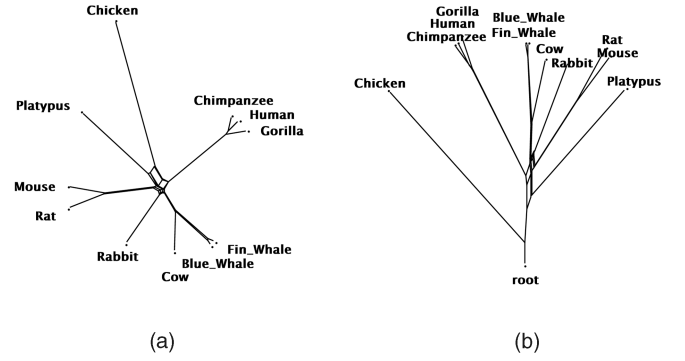 Chicken
Platypus
Chimpanzee
Human
Gorilla
Mouse
Rat
Rabbit
Fin_Whale
Blue_Whale
Cow
(a)
Gorilla
Human
Chimpanzee
Blue_Whale
Fin_Whale
Cow
Rabbit
Rat
Mouse
Platypus
Chicken
root
(b)